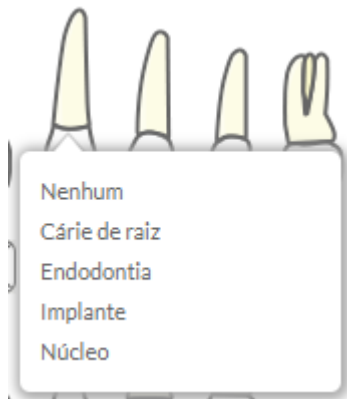 Nenhum
Cárie de raiz
Endodontia
Implante
Núcleo